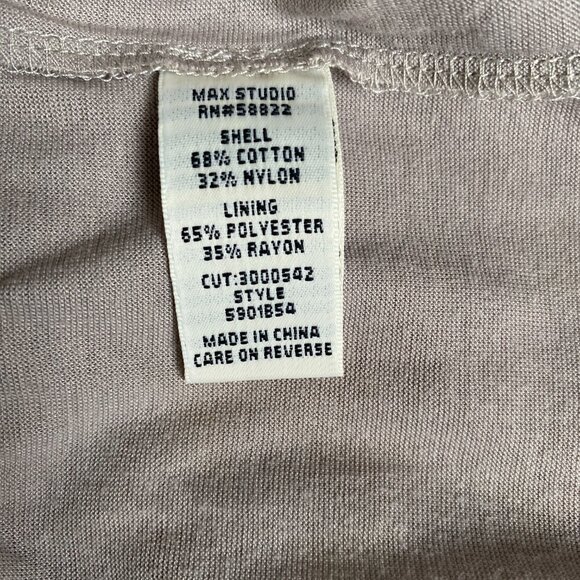 MAX STUDIO
RN#58822
SHELL
68% COTTON
32% NYLON
LINING
65% POLYESTER
35% RAYON
CUT:3000542
STYLE
5901B54
MADE IN CHINA
CARE ON REVERSE